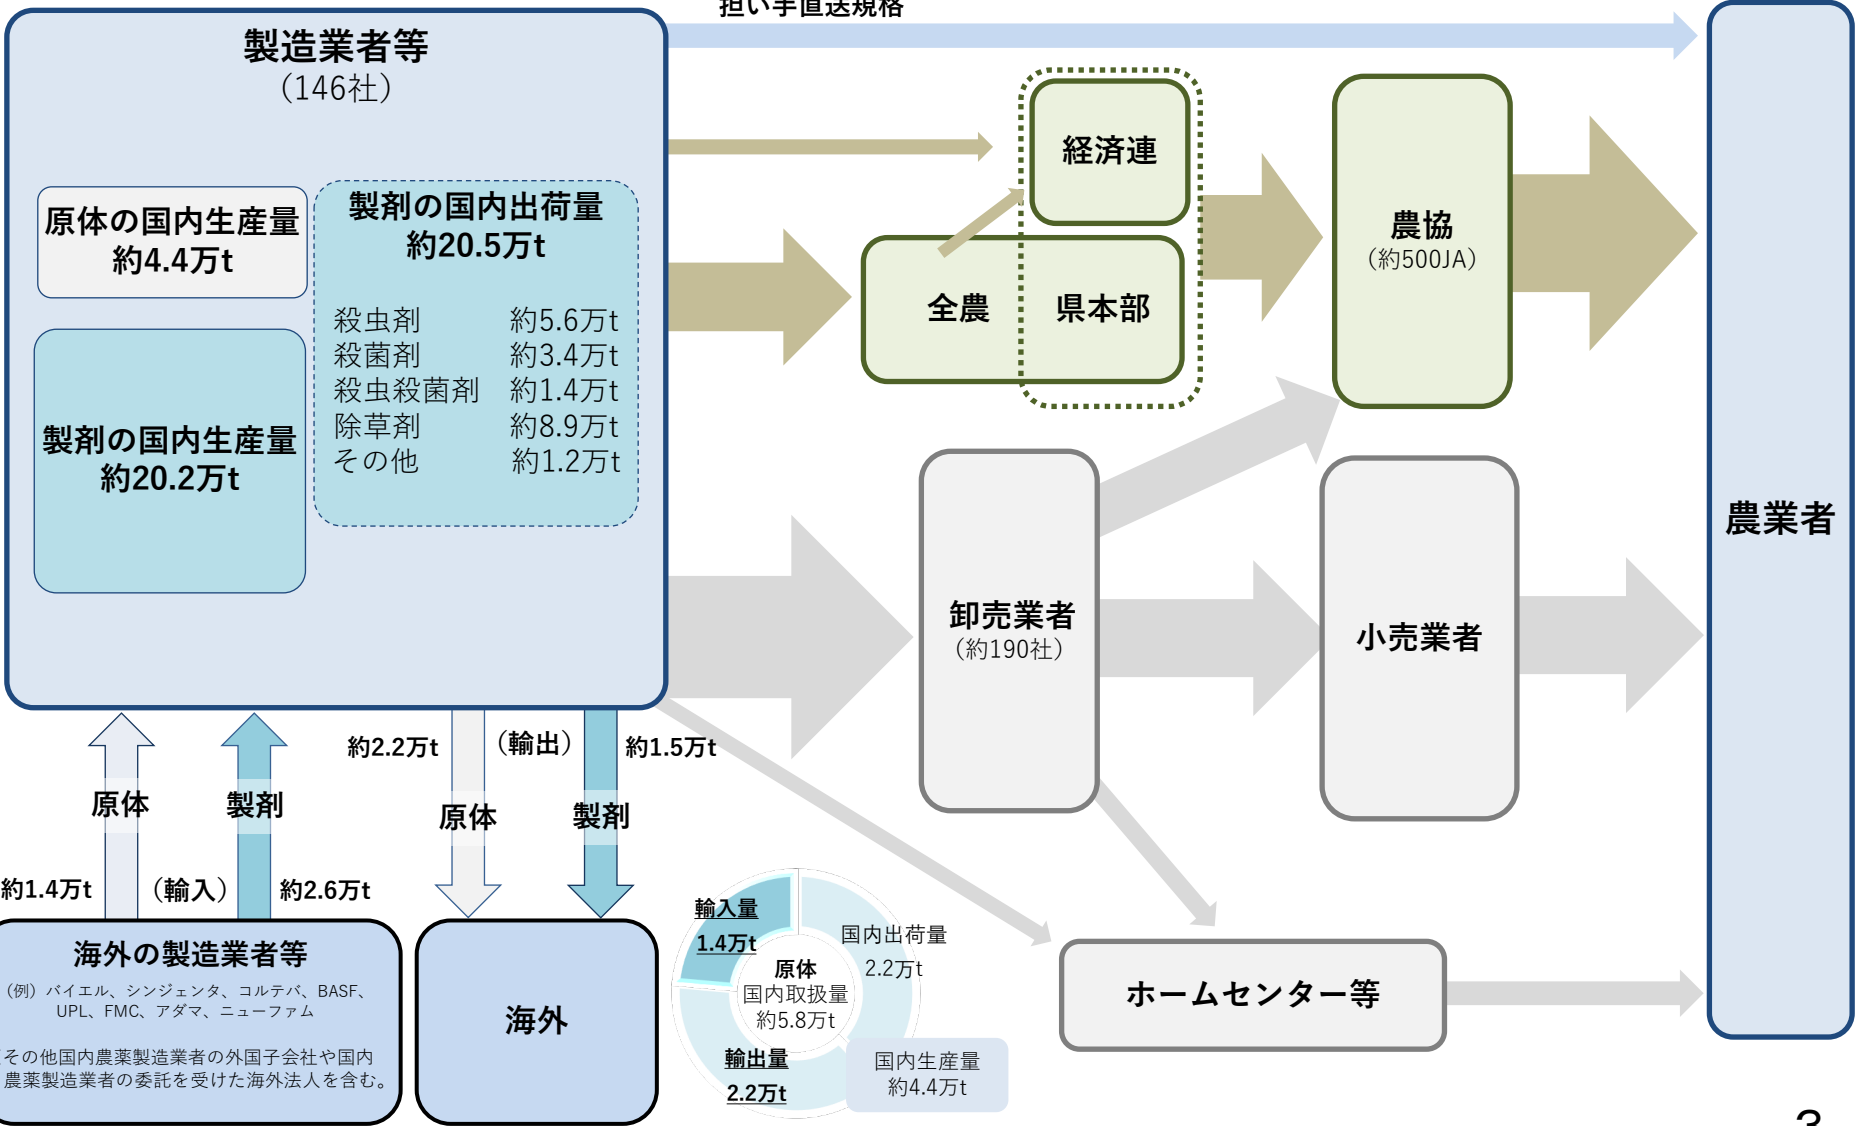 担い手直送規格
製造業者等
（146社）
原体の国内生産量
約4.4万t
製剤の国内出荷量
約20.5万t
殺虫剤 約5.6万t
殺菌剤 約3.4万t
殺虫殺菌剤 約1.4万t
除草剤 約8.9万t
その他 約1.2万t
製剤の国内生産量
約20.2万t
経済連
全農
県本部
農協
（約500JA）
卸売業者
（約190社）
小売業者
農業者
ホームセンター等
約2.2万t
（輸出）
約1.5万t
原体
製剤
原体
製剤
約1.4万t
（輸入）
約2.6万t
海外の製造業者等
（例）バイエル、シンジェンタ、コルテバ、BASF、
UPL、FMC、アダマ、ニューファム
その他国内農薬製造業者の外国子会社や国内
農薬製造業者の委託を受けた海外法人を含む。
海外
輸入量
1.4万t
国内出荷量
2.2万t
原体
国内取扱量
約5.8万t
輸出量
2.2万t
国内生産量
約4.4万t
3